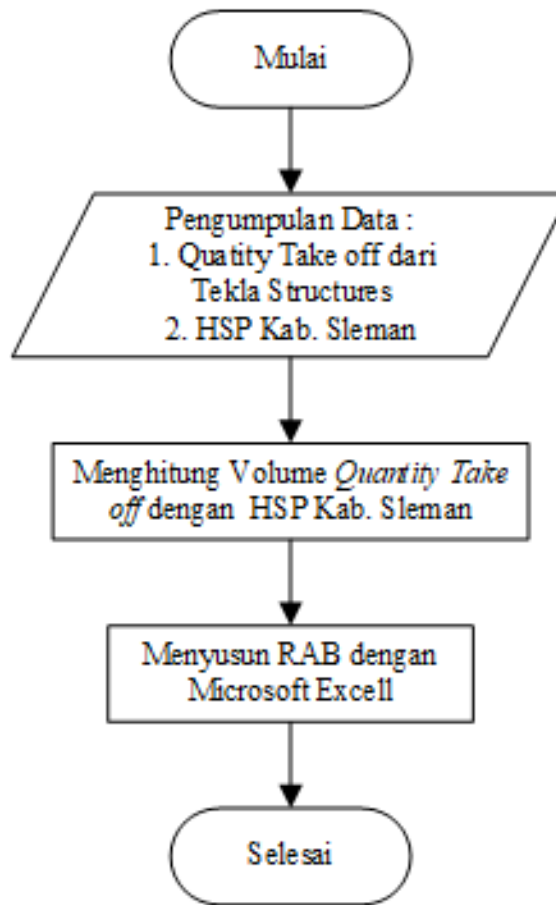 Mulai
Pengumpulan Data :
1. Quatity Take off dari
Tekla Structures
2. HSP Kab. Sleman
Menghitung Volume Quantity Take
off dengan HSP Kab. Sleman
Menyusun RAB dengan
Microsoft Excell
Selesai